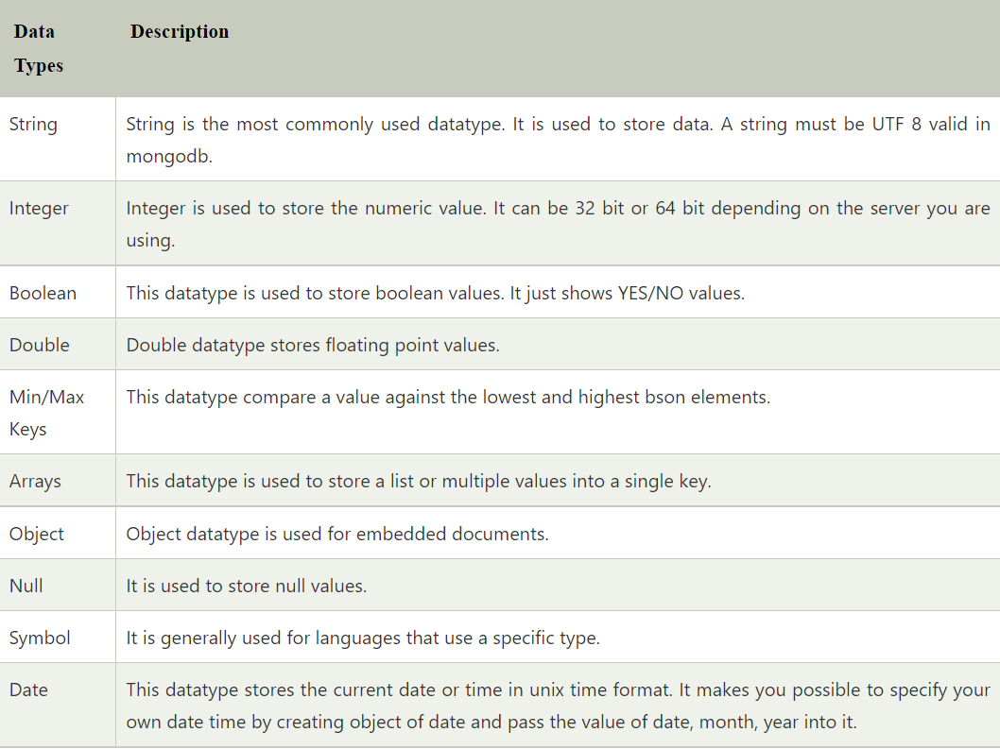 Data Description
Types
String String is the most commonly used datatype. It is used to store data. A string must be UTF 8 valid in
mongodb.
Integer Integer is used to store the numeric value. It can be 32 bit or 64 bit depending on the server you are
using.
Boolean This datatype is used to store boolean values. It just shows YES/NO values.
Double Double datatype stores floating point values.
Min/Max This datatype compare a value against the lowest and highest bson elements.
Keys
Arrays This datatype is used to store a list or multiple values into a single key.
Object Object datatype is used for embedded documents.
Null It is used to store null values.
Symbol It is generally used for languages that use a specific type.
Date This datatype stores the current date or time in unix time format. It makes you possible to specify your
own date time by creating object of date and pass the value of date, month, year into it.